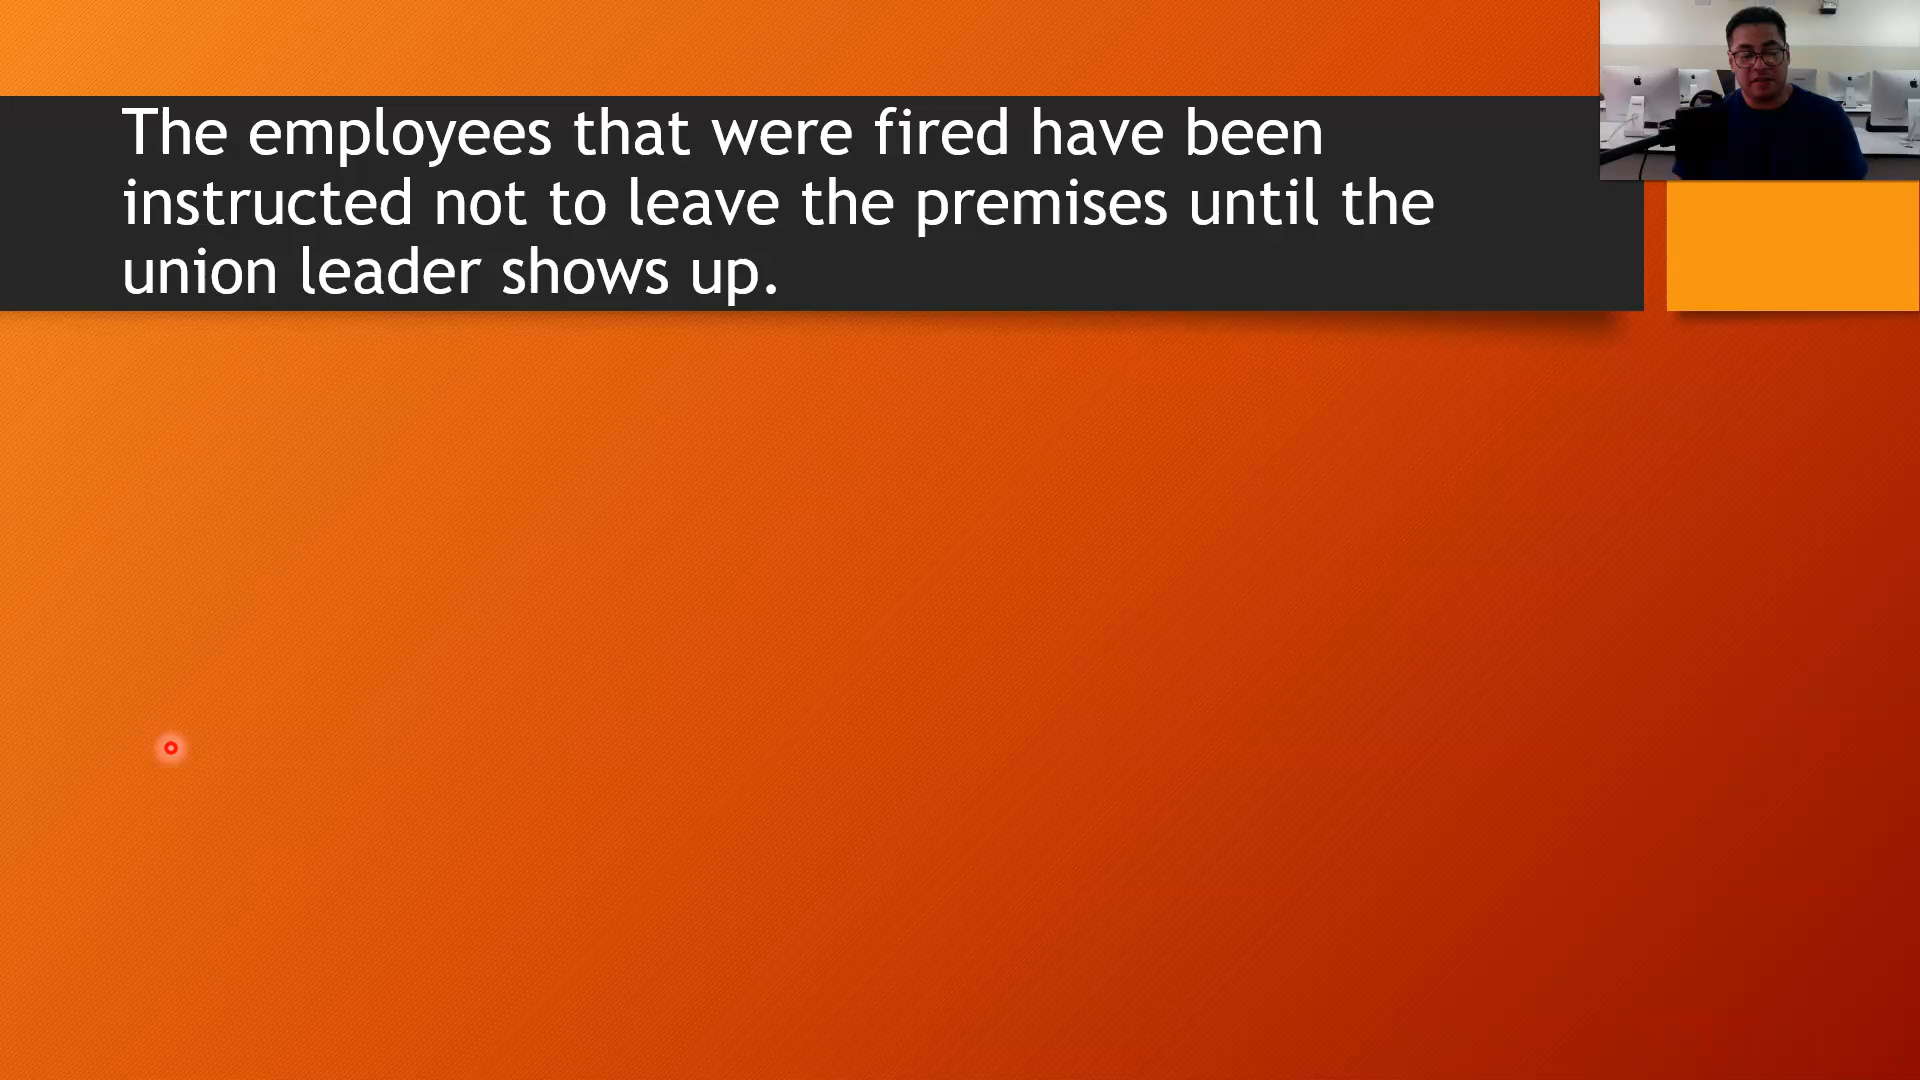 The employees that were fired have been
instructed not to leave the premises until the
union leader shows up.